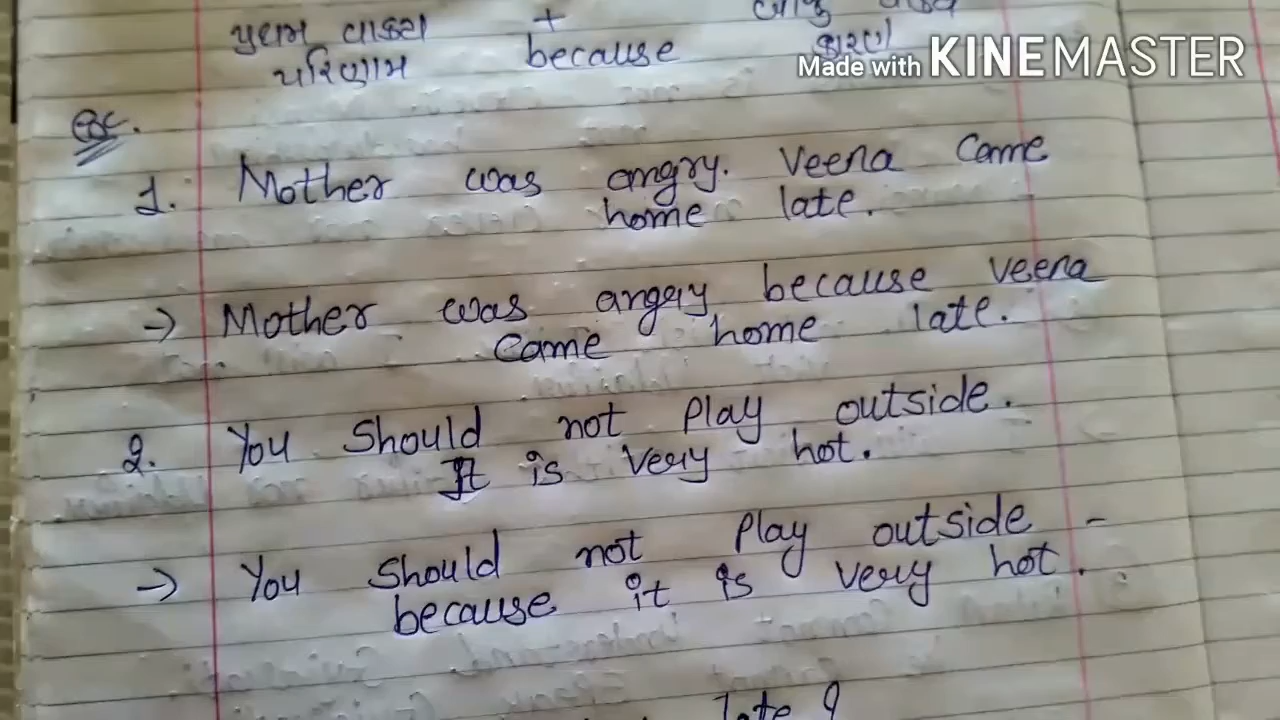 પ્રથમ વાક્ય + 
પરિણામ because કારણ
Made with KINEMASTER
Ex.
1. Mother was angry. Veena came
home late.
→ Mother was angry because Veena
came home late.
2. You Should not Play outside.
It is very hot.
→ You Should not Play outside -
because it is very hot.
late ?